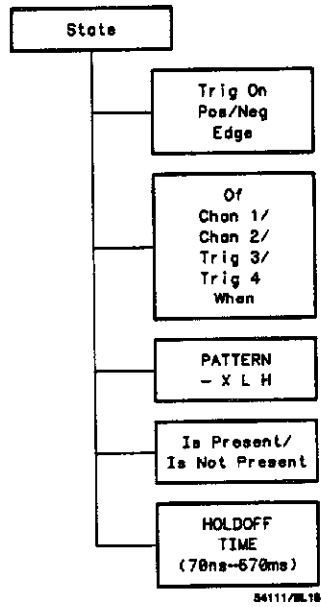 State
Trig On
Pos/Neg
Edge
Of
Chan 1/
Chan 2/
Trig 3/
Trig 4
When
PATTERN
- X L H
Is Present/
Is Not Present
HOLDOFF
TIME
(70ns-670ms)
54111/BL19